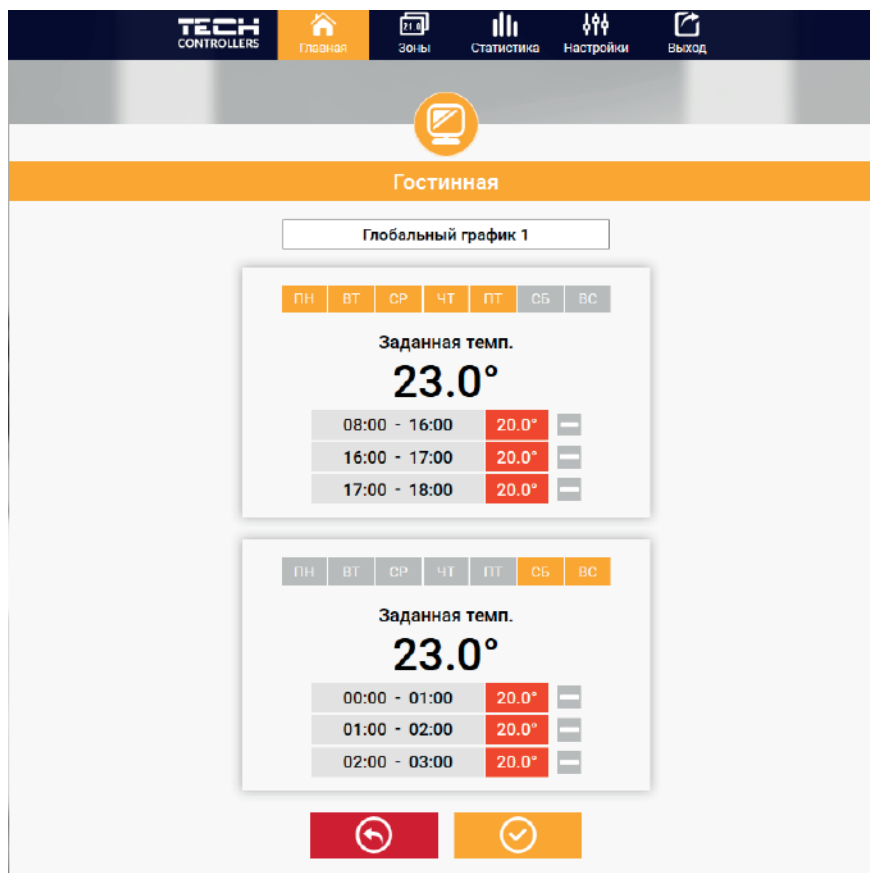 TECH
CONTROLLERS
Главная
21.0
Зоны
Статистика
Настройки
Выход
Гостинная
Глобальный график 1
ПН ВТ СР ЧТ ПТ СБ ВС
Заданная темп.
23.0°
08:00 - 16:00 20.0°
16:00 - 17:00 20.0°
17:00 - 18:00 20.0°
ПН ВТ СР ЧТ ПТ СБ ВС
Заданная темп.
23.0°
00:00 - 01:00 20.0°
01:00 - 02:00 20.0°
02:00 - 03:00 20.0°